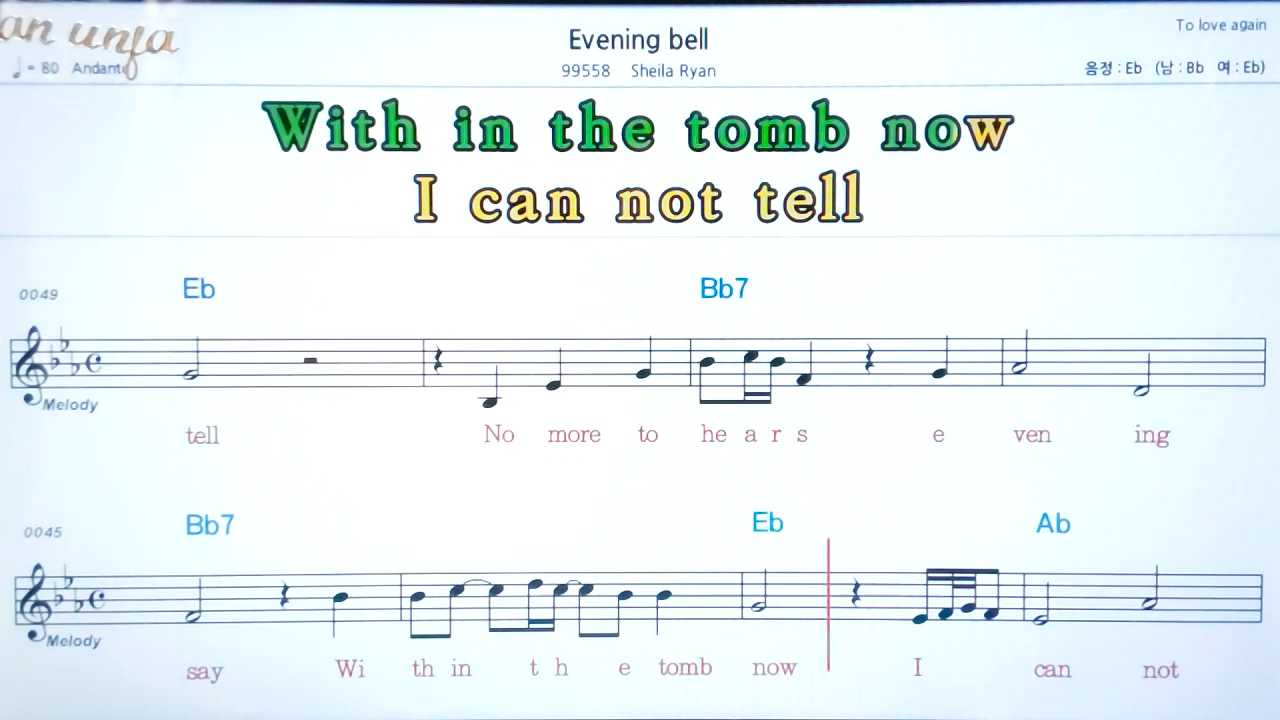 an unja
To love again
Evening bell
♩= 80 Andante
99558 Sheila Ryan
음정 : Eb (남 : Bb 여 : Eb)
With in the tomb now
I can not tell
0049
Eb Bb7
Melody
tell No more to he a r s e ven ing
0045
Bb7 Eb Ab
Melody
say Wi th in t h e tomb now I can not